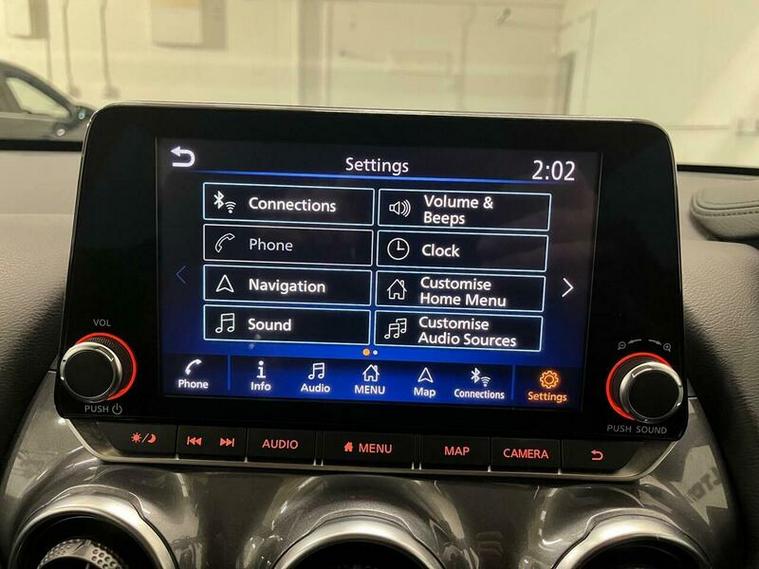 Settings
2:02
Connections
Volume &
Beeps
Phone
Clock
Navigation
Customise
Home Menu
Sound
Customise
Audio Sources
Phone
Info
Audio
MENU
Map
Connections
Settings
VOL
PUSH
PUSH SOUND
AUDIO
MENU
MAP
CAMERA